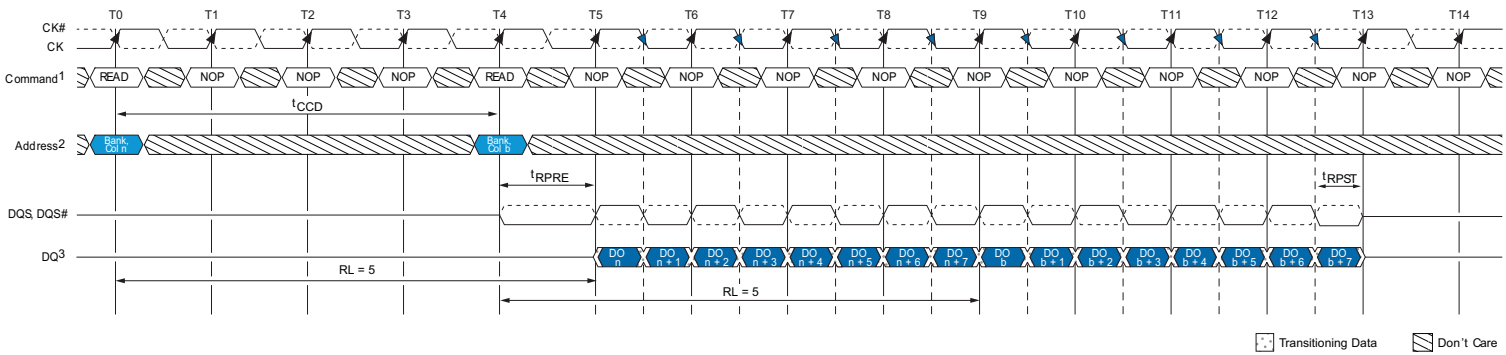 T0 T1 T2 T3 T4 T5 T6 T7 T8 T9 T10 T11 T12 T13 T14
CK#
CK
Command1 READ NOP NOP NOP READ NOP NOP NOP NOP NOP NOP NOP NOP NOP NOP
tCCD
Address2 Bank, Col n Bank, Col b
tRPRE tRPST
DQS, DQS#
DQ3 DO n DO n + 1 DO n + 2 DO n + 3 DO n + 4 DO n + 5 DO n + 6 DO n + 7 DO b DO b + 1 DO b + 2 DO b + 3 DO b + 4 DO b + 5 DO b + 6 DO b + 7
RL = 5
RL = 5
Transitioning Data Don't Care